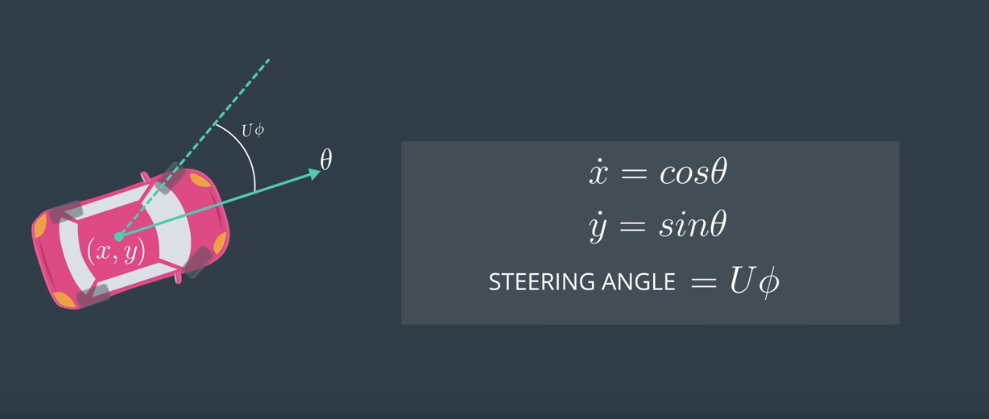 Uϕ
θ
(x, y)
ẋ = cosθ
ẏ = sinθ
STEERING ANGLE = Uϕ